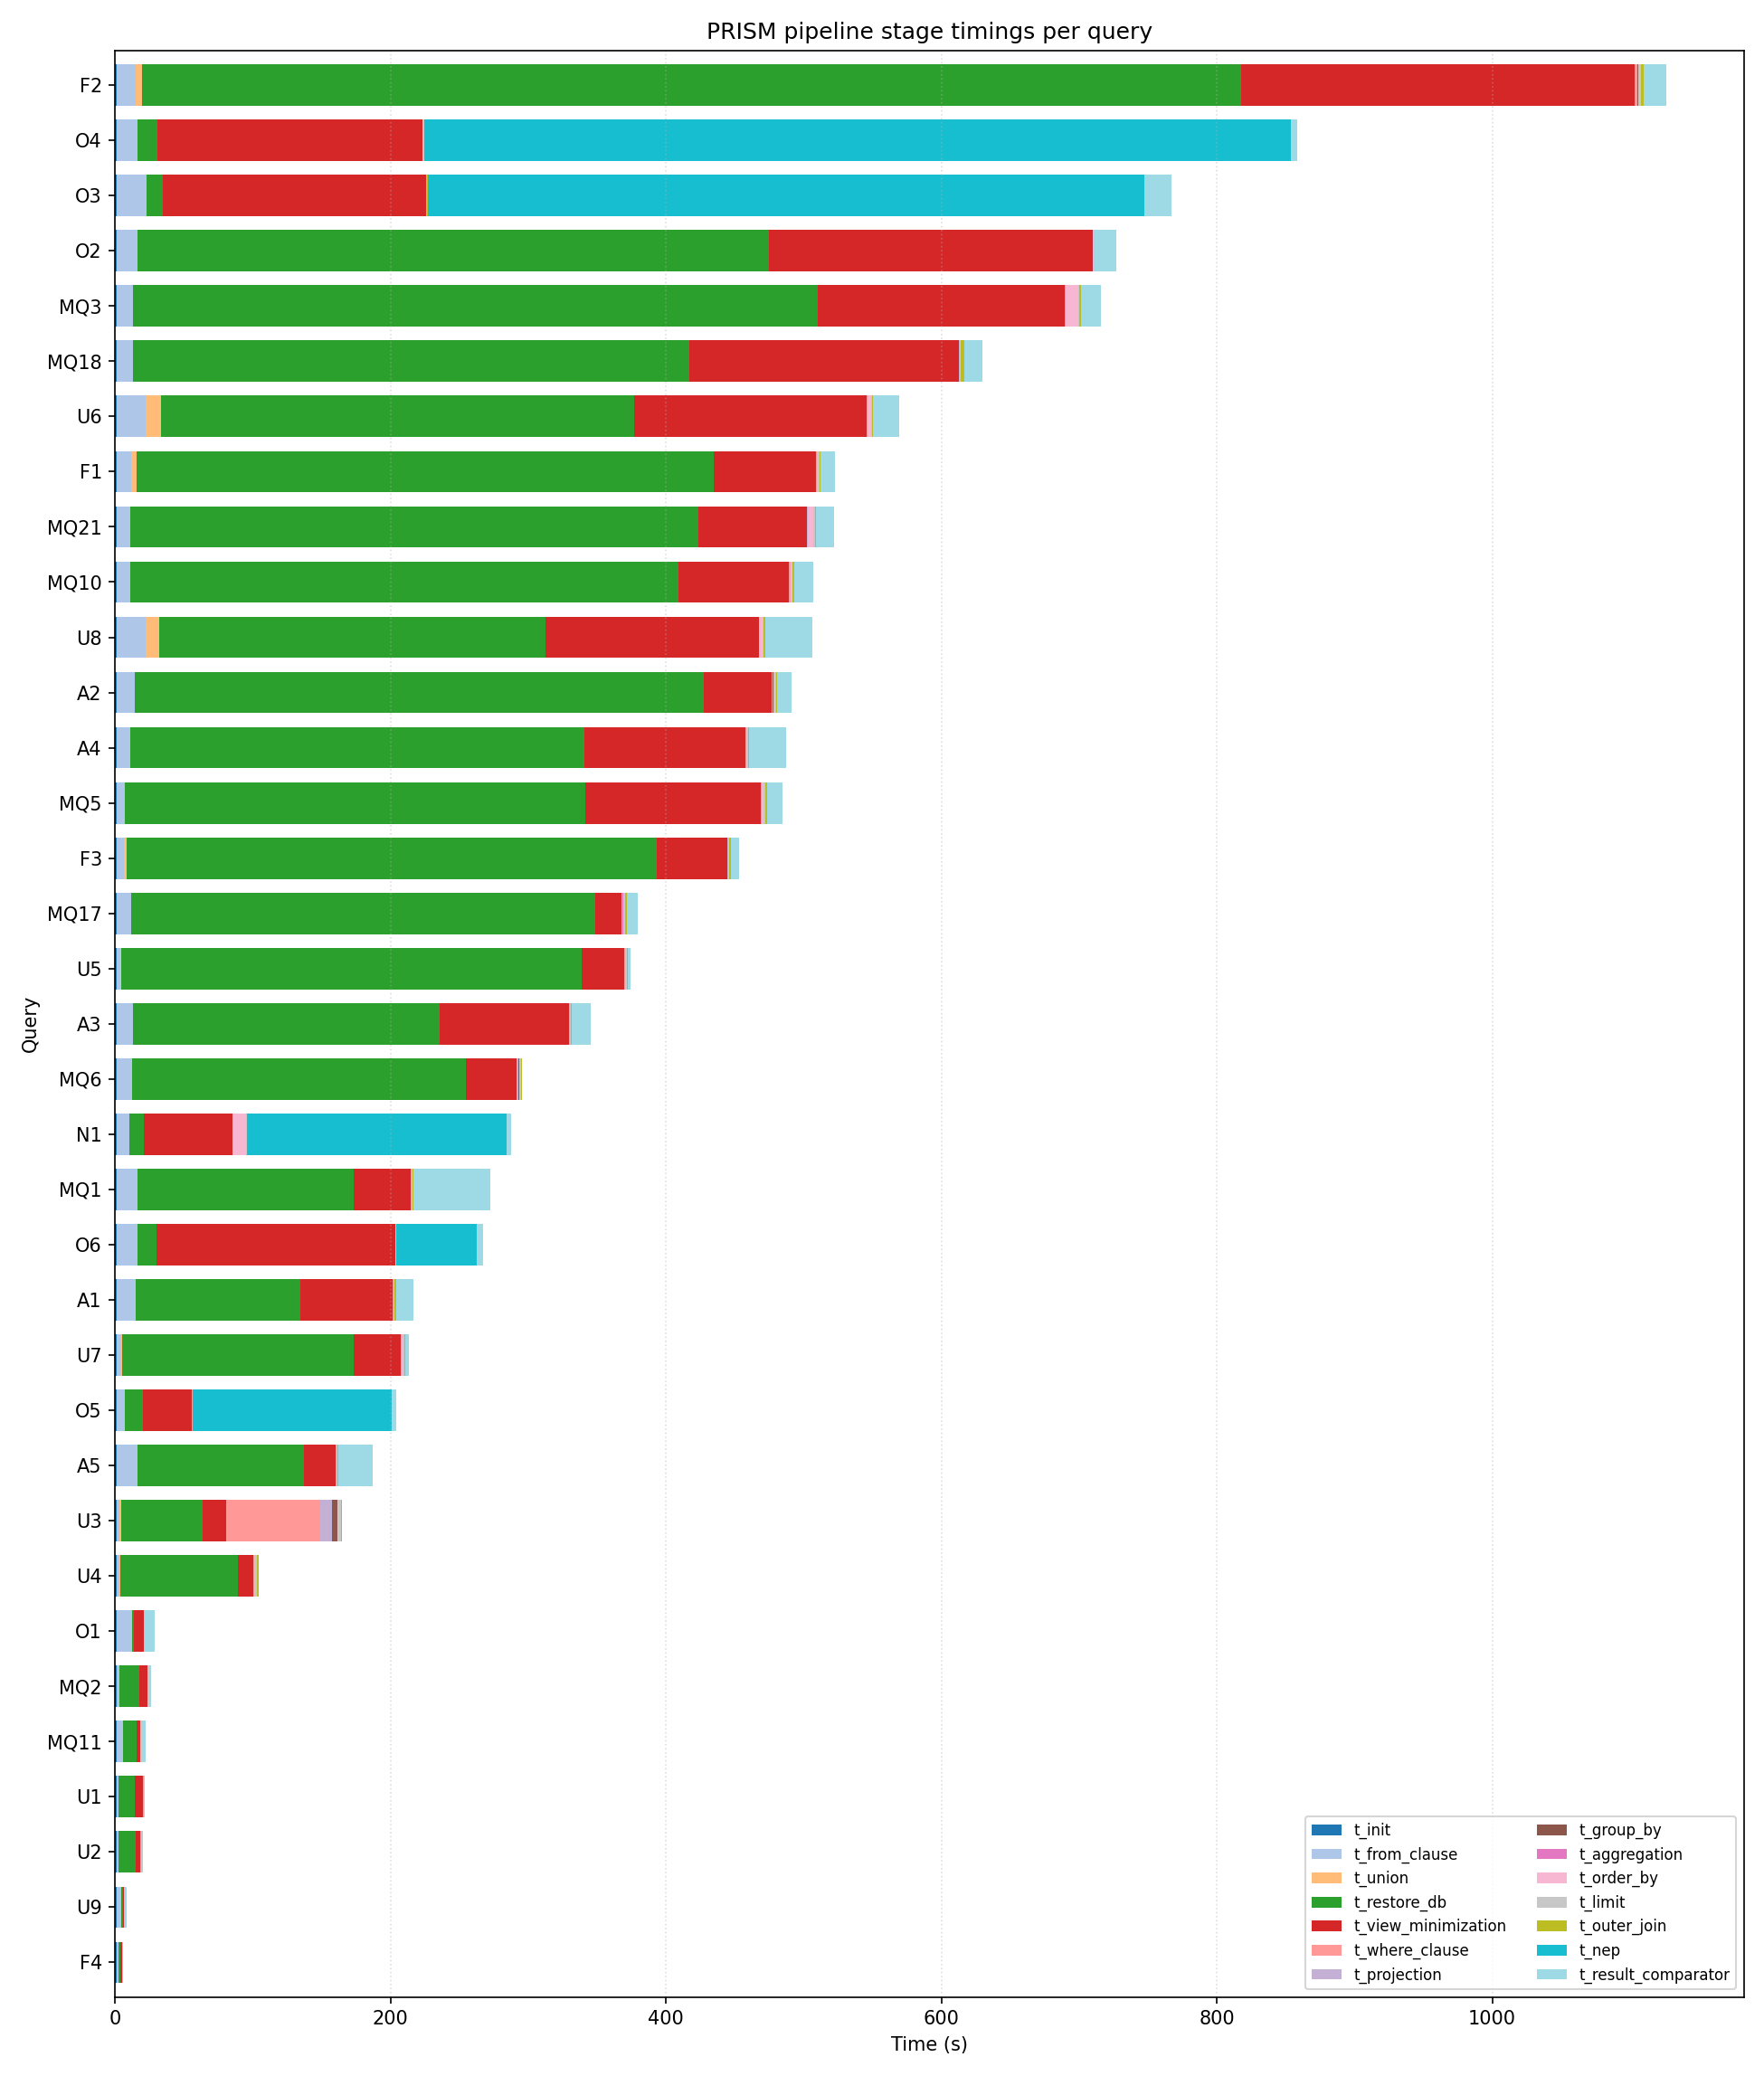 PRISM pipeline stage timings per query
F2
O4
O3
O2
MQ3
MQ18
U6
F1
MQ21
MQ10
U8
A2
A4
MQ5
F3
MQ17
U5
A3
MQ6
N1
MQ1
O6
A1
U7
O5
A5
U3
U4
O1
MQ2
MQ11
U1
U2
U9
F4
Query
t_init
t_from_clause
t_union
t_restore_db
t_view_minimization
t_where_clause
t_projection
t_group_by
t_aggregation
t_order_by
t_limit
t_outer_join
t_nep
t_result_comparator
0 200 400 600 800 1000
Time (s)